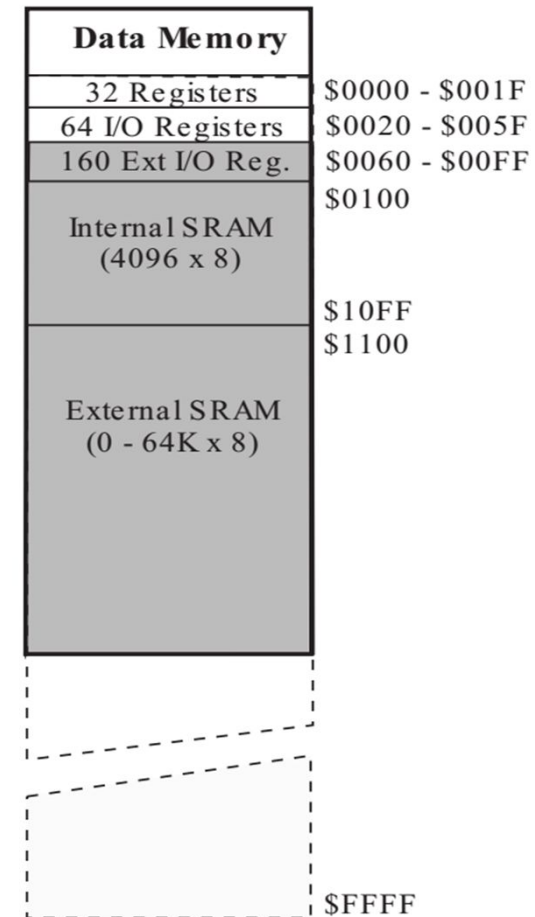 Data Memory
32 Registers
$0000 - $001F
64 I/O Registers
$0020 - $005F
160 Ext I/O Reg.
$0060 - $00FF
$0100
Internal SRAM
(4096 x 8)
$10FF
$1100
External SRAM
(0 - 64K x 8)
$FFFF